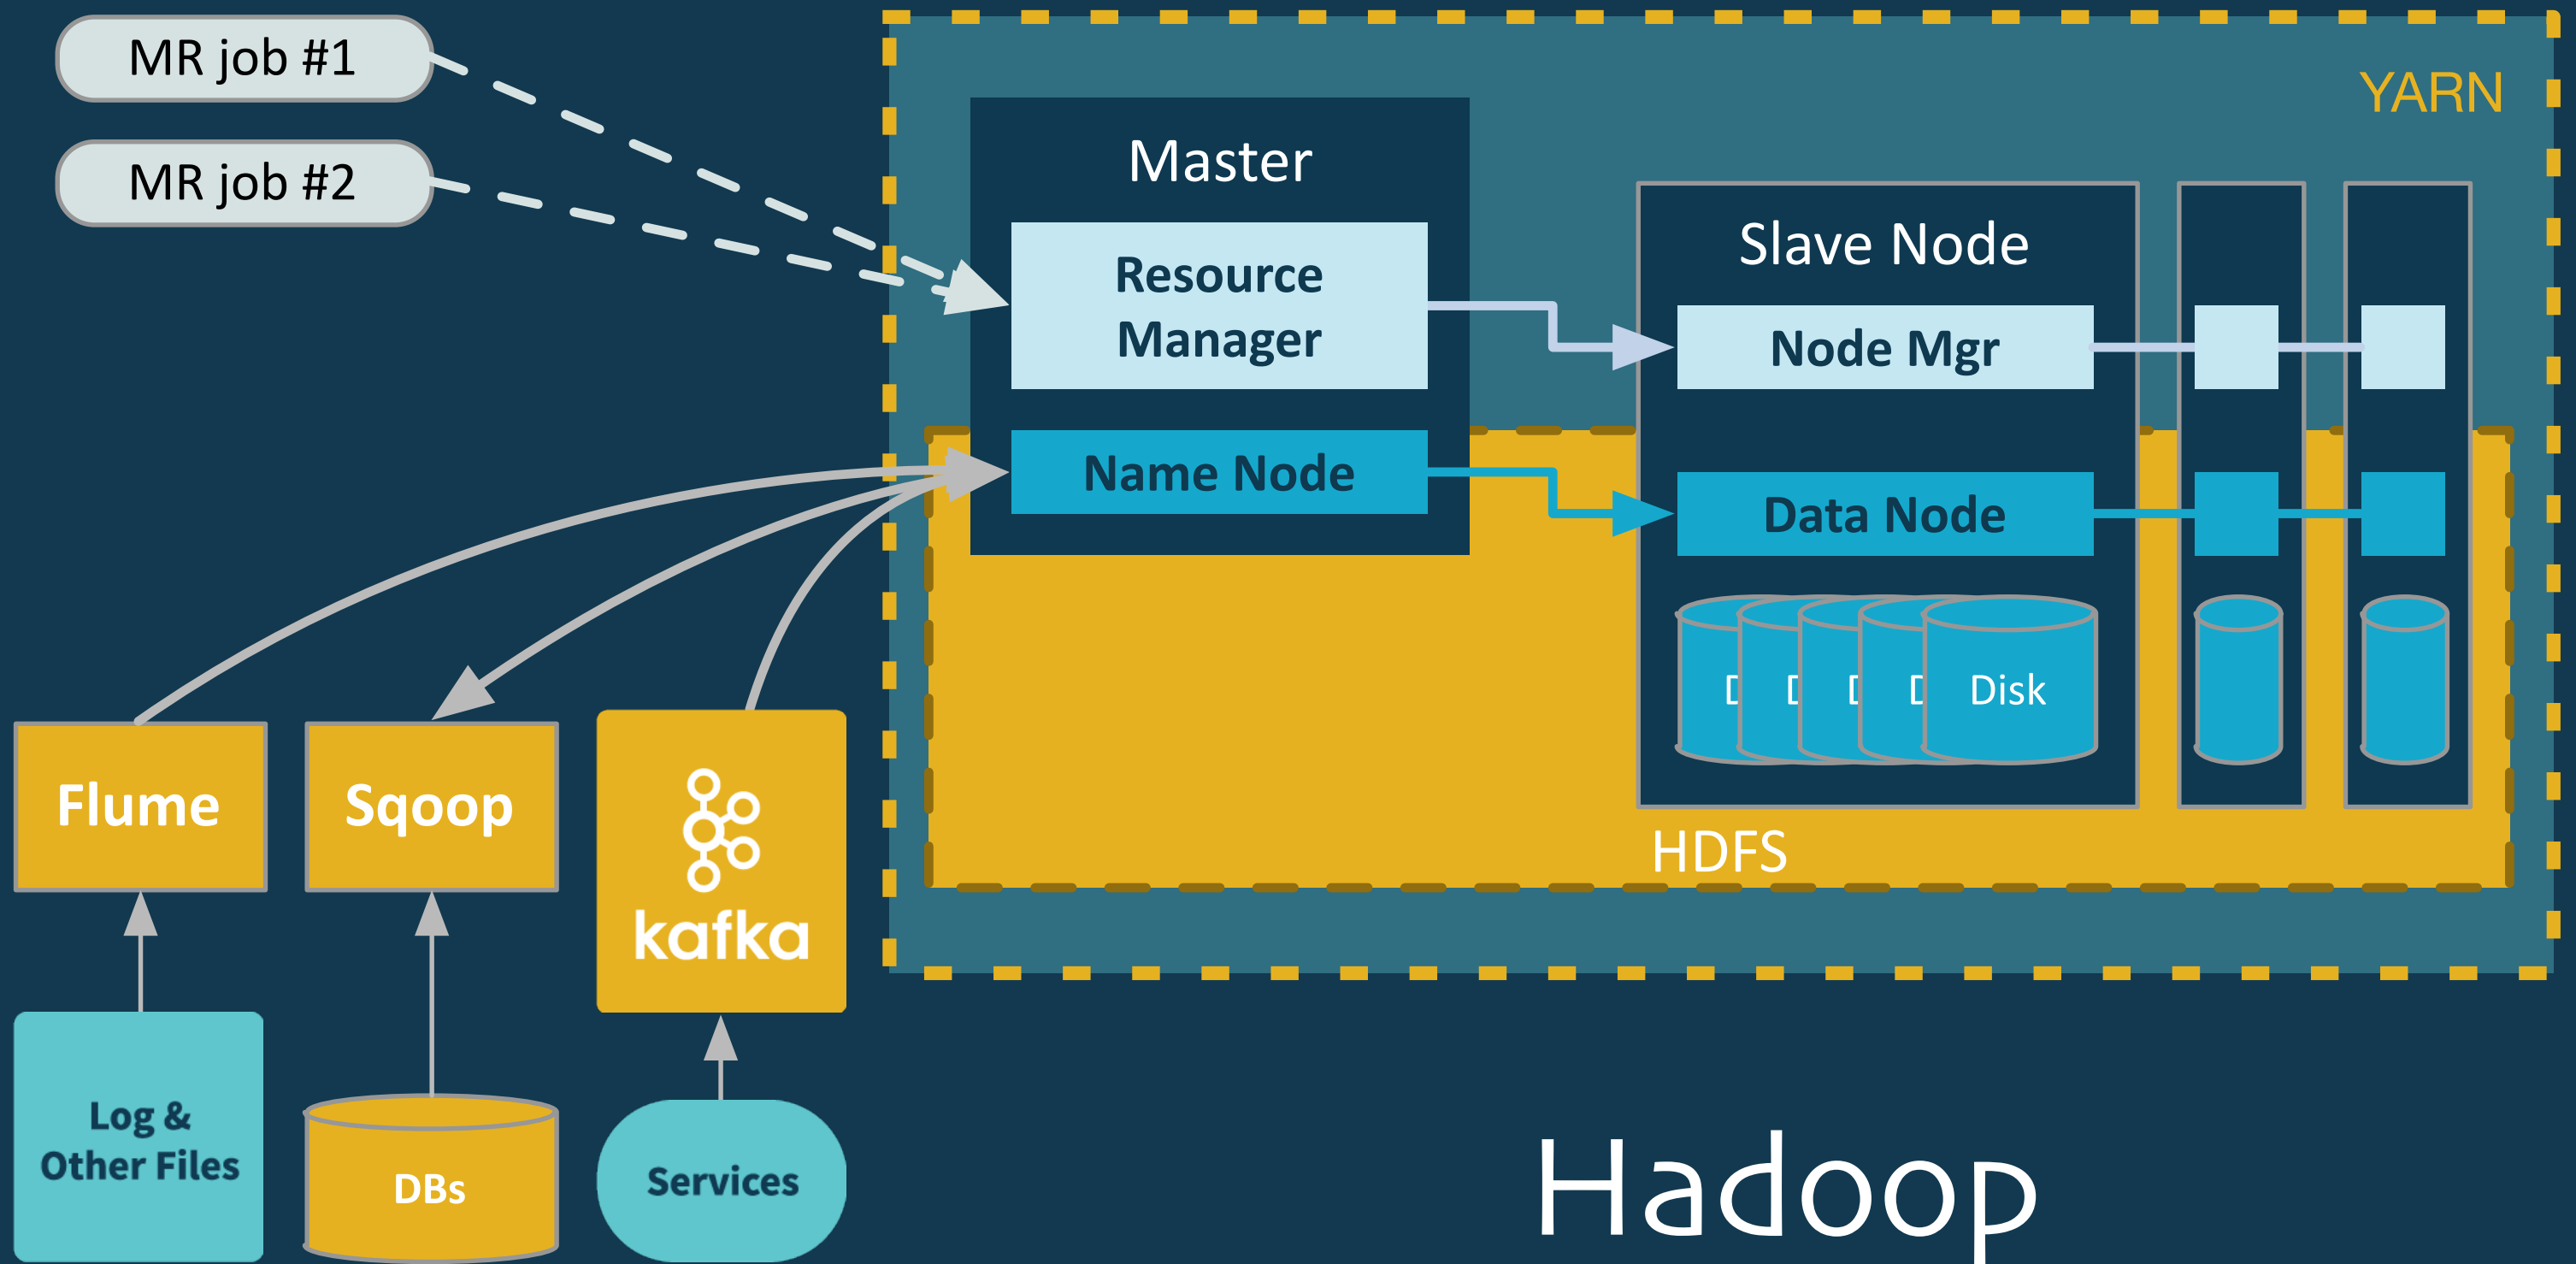 MR job #1
MR job #2
YARN
Master
Resource
Manager
Name Node
Slave Node
Node Mgr
Data Node
D
D
D
D
Disk
HDFS
Flume
Sqoop
kafka
Log &
Other Files
DBs
Services
Hadoop